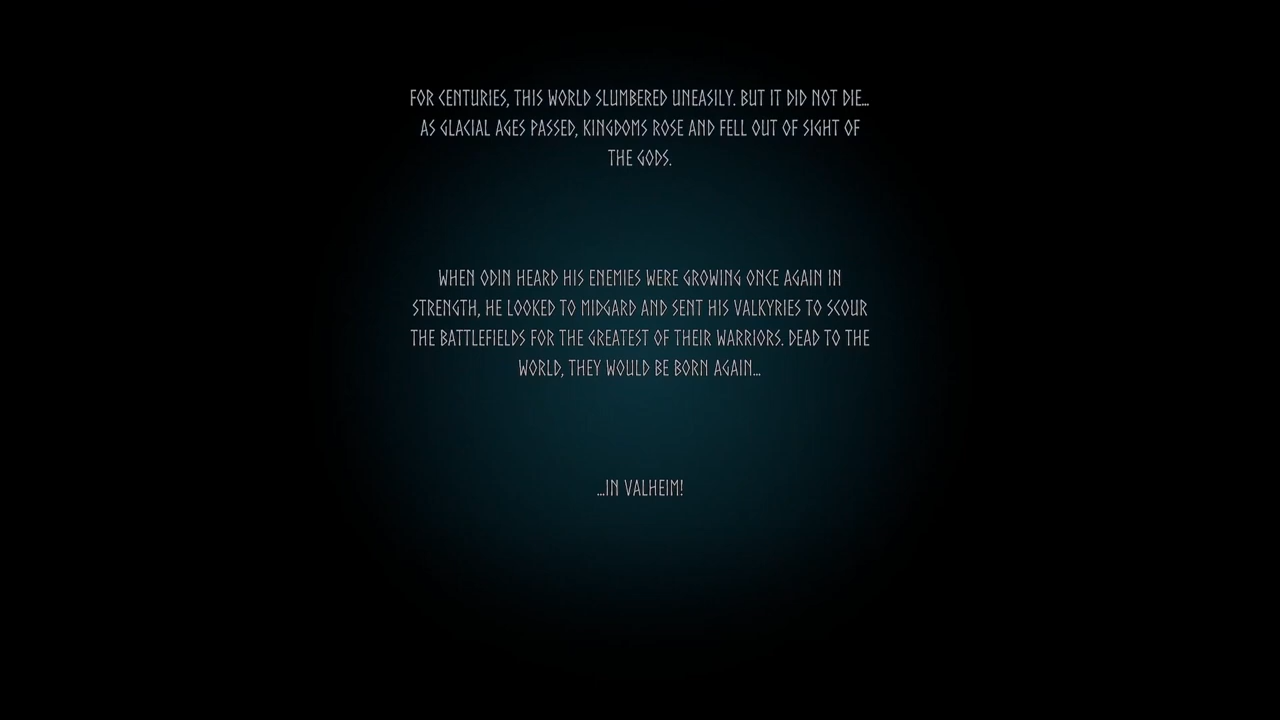 FOR CENTURIES, THIS WORLD SLUMBERED UNEASILY. BUT IT DID NOT DIE...
AS GLACIAL AGES PASSED, KINGDOMS ROSE AND FELL OUT OF SIGHT OF
THE GODS.
WHEN ODIN HEARD HIS ENEMIES WERE GROWING ONCE AGAIN IN
STRENGTH, HE LOOKED TO MIDGARD AND SENT HIS VALKYRIES TO SCOUR
THE BATTLEFIELDS FOR THE GREATEST OF THEIR WARRIORS. DEAD TO THE
WORLD, THEY WOULD BE BORN AGAIN...
...IN VALHEIM!